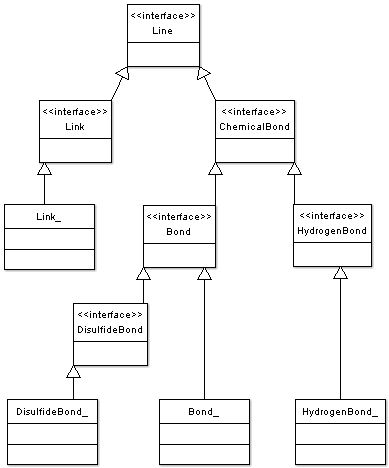 <<interface>>
Line
<<interface>>
Link
<<interface>>
ChemicalBond
Link_
<<interface>>
Bond
<<interface>>
HydrogenBond
<<interface>>
DisulfideBond
DisulfideBond_
Bond_
HydrogenBond_